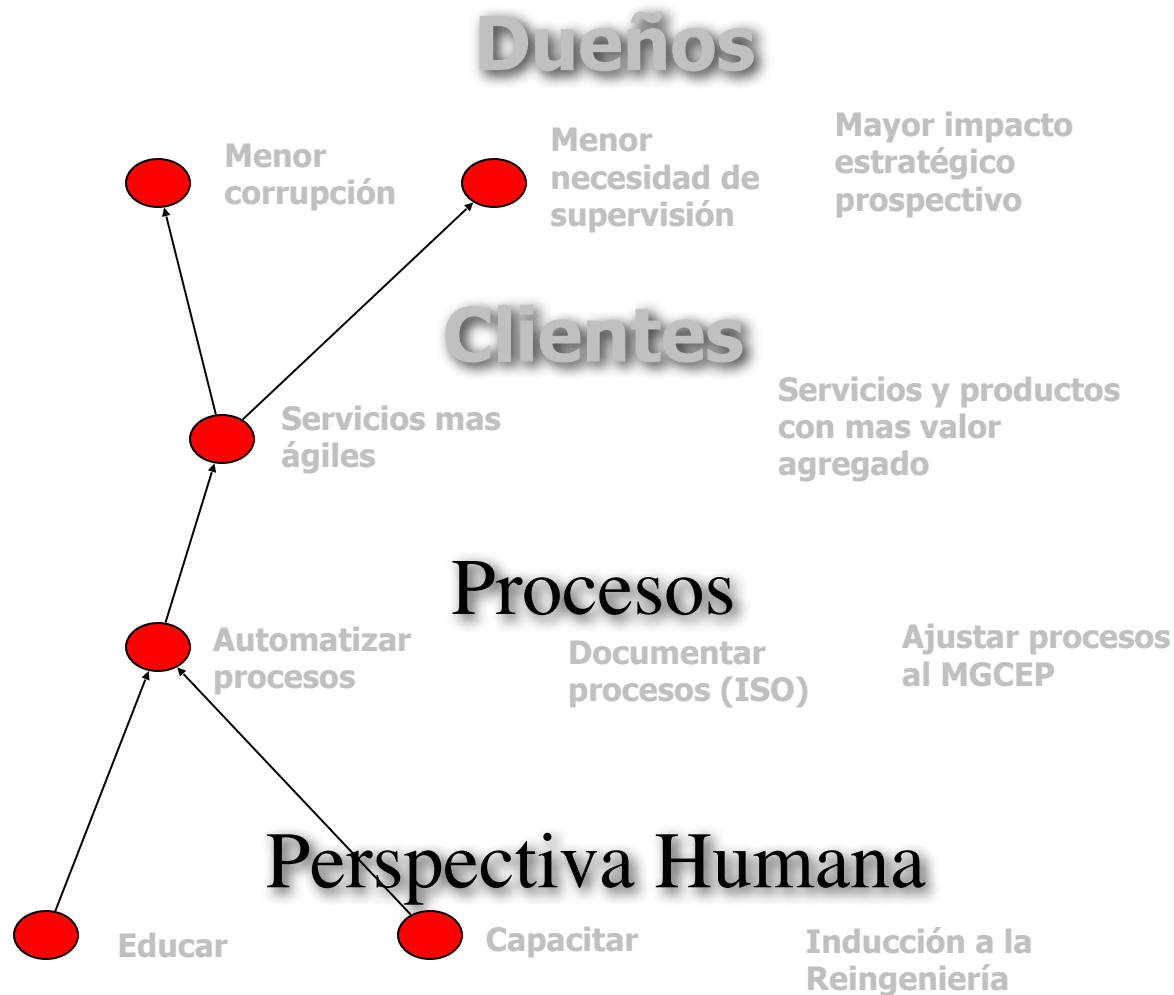 Dueños
Menor
corrupción
Menor
necesidad de
supervisión
Mayor impacto
estratégico
prospectivo
Clientes
Servicios mas
ágiles
Servicios y productos
con mas valor
agregado
Procesos
Automatizar
procesos
Documentar
procesos (ISO)
Ajustar procesos
al MGCEP
Perspectiva Humana
Educar
Capacitar
Inducción a la
Reingeniería